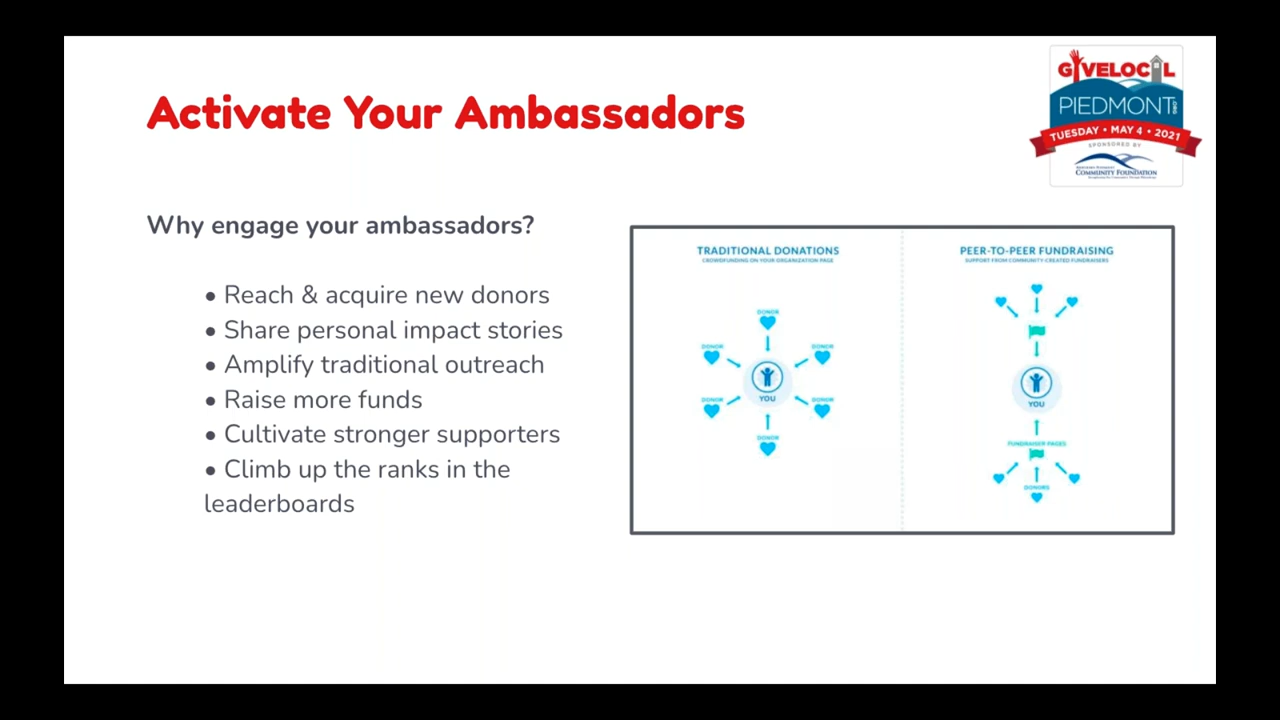 Activate Your Ambassadors
GIVELOCAL
PIEDMONT.ORG
TUESDAY • MAY 4 • 2021
SPONSORED BY
COMMUNITY FOUNDATION
Why engage your ambassadors?
• Reach & acquire new donors
• Share personal impact stories
• Amplify traditional outreach
• Raise more funds
• Cultivate stronger supporters
• Climb up the ranks in the
leaderboards
TRADITIONAL DONATIONS
CROWDFUNDING ON YOUR ORGANIZATION PAGE
DONOR
DONOR
DONOR
YOU
DONOR
DONOR
DONOR
PEER-TO-PEER FUNDRAISING
SUPPORT FROM COMMUNITY-CREATED FUNDRAISERS
YOU
FUNDRAISER PAGES
DONORS